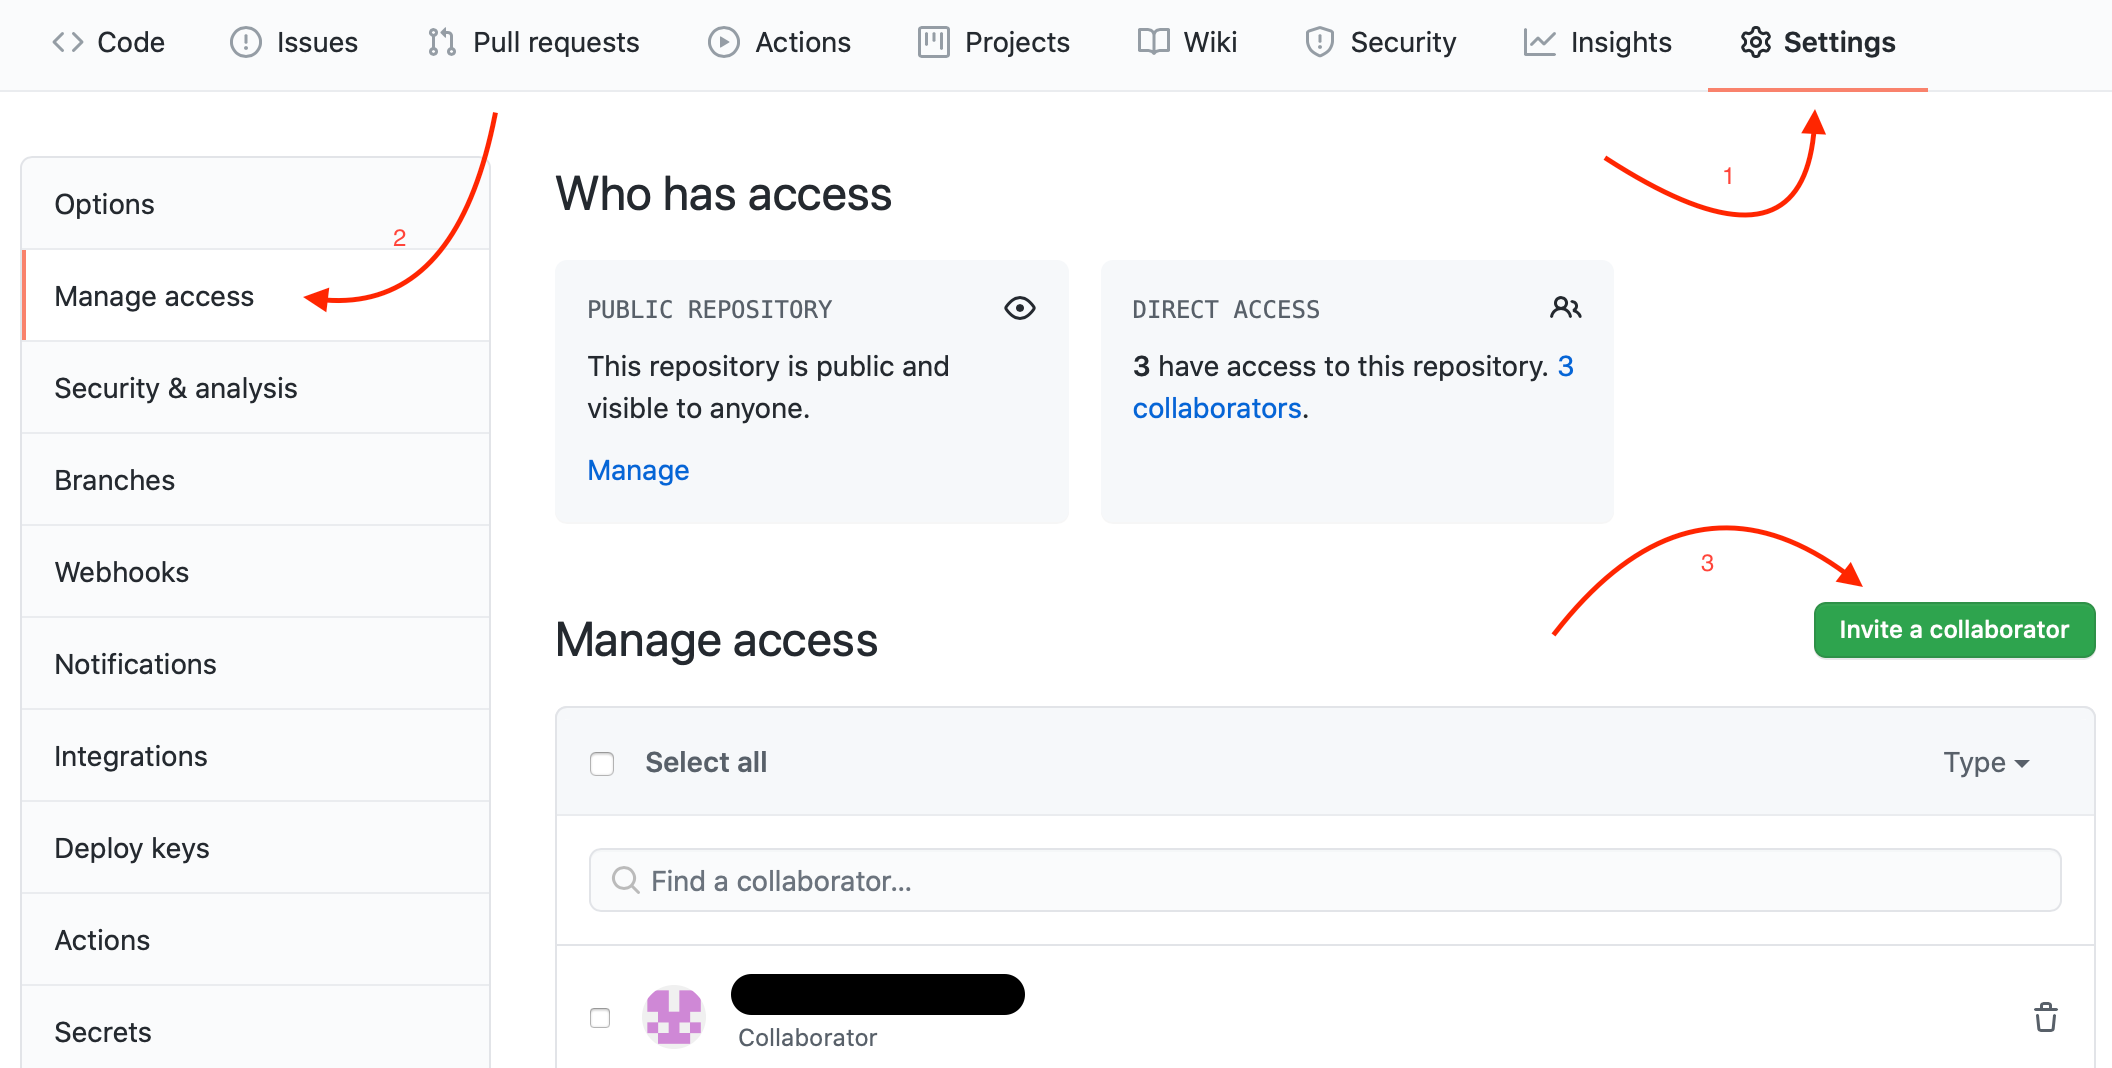 Code Issues Pull requests Actions Projects Wiki Security Insights Settings
1
2
Options
Manage access
Security & analysis
Branches
Webhooks
Notifications
Integrations
Deploy keys
Actions
Secrets
Who has access
PUBLIC REPOSITORY
This repository is public and
visible to anyone.
Manage
DIRECT ACCESS
3 have access to this repository. 3
collaborators.
3
Manage access
Invite a collaborator
Select all
Type
Find a collaborator...
Collaborator